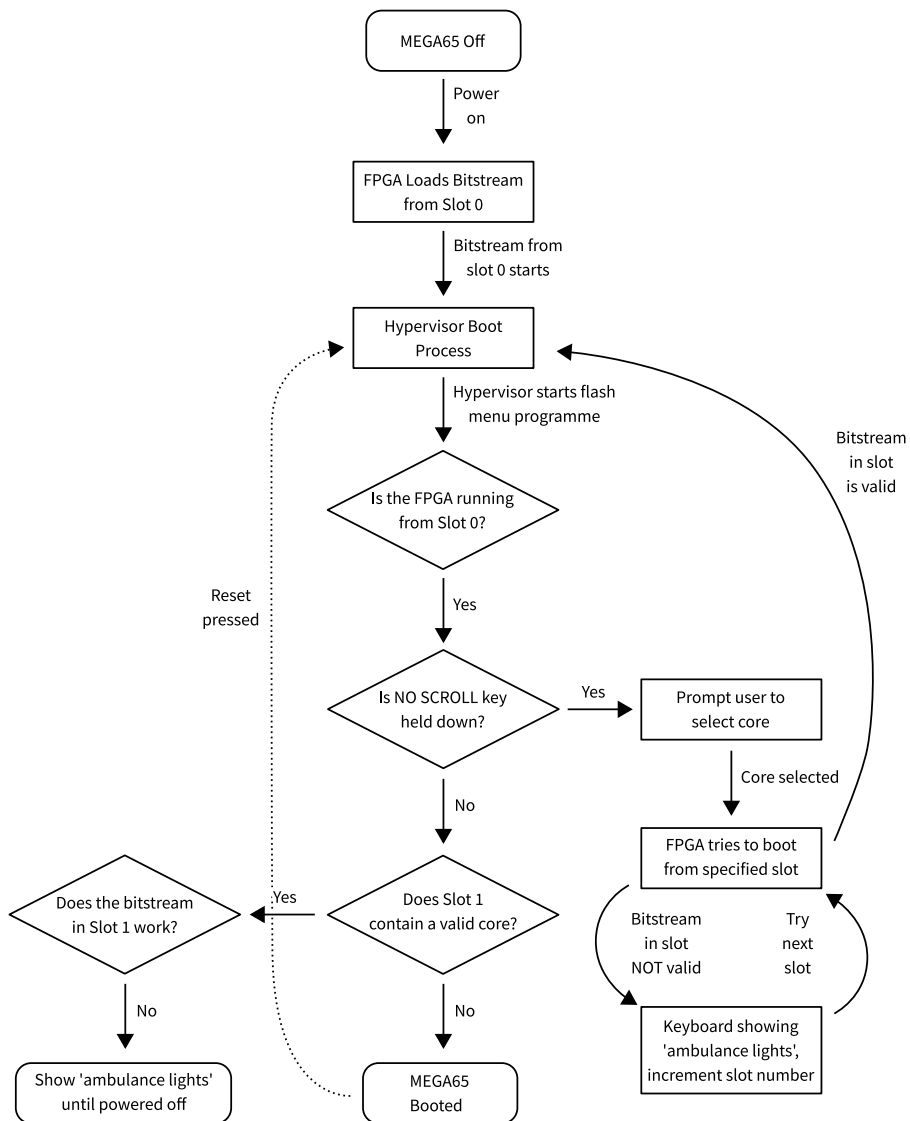 MEGA65 Off
Power
on
FPGA Loads Bitstream
from Slot 0
Bitstream from
slot 0 starts
Hypervisor Boot
Process
Hypervisor starts flash
menu programme
Bitstream
in slot
is valid
Is the FPGA running
from Slot 0?
Reset
pressed
Yes
Is NO SCROLL key
held down?
Yes
Prompt user to
select core
Core selected
No
FPGA tries to boot
from specified slot
Does the bitstream
in Slot 1 work?
Yes
Does Slot 1
contain a valid core?
Bitstream
in slot
NOT valid
Try
next
slot
No
No
Keyboard showing
'ambulance lights',
increment slot number
Show 'ambulance lights'
until powered off
MEGA65
Booted